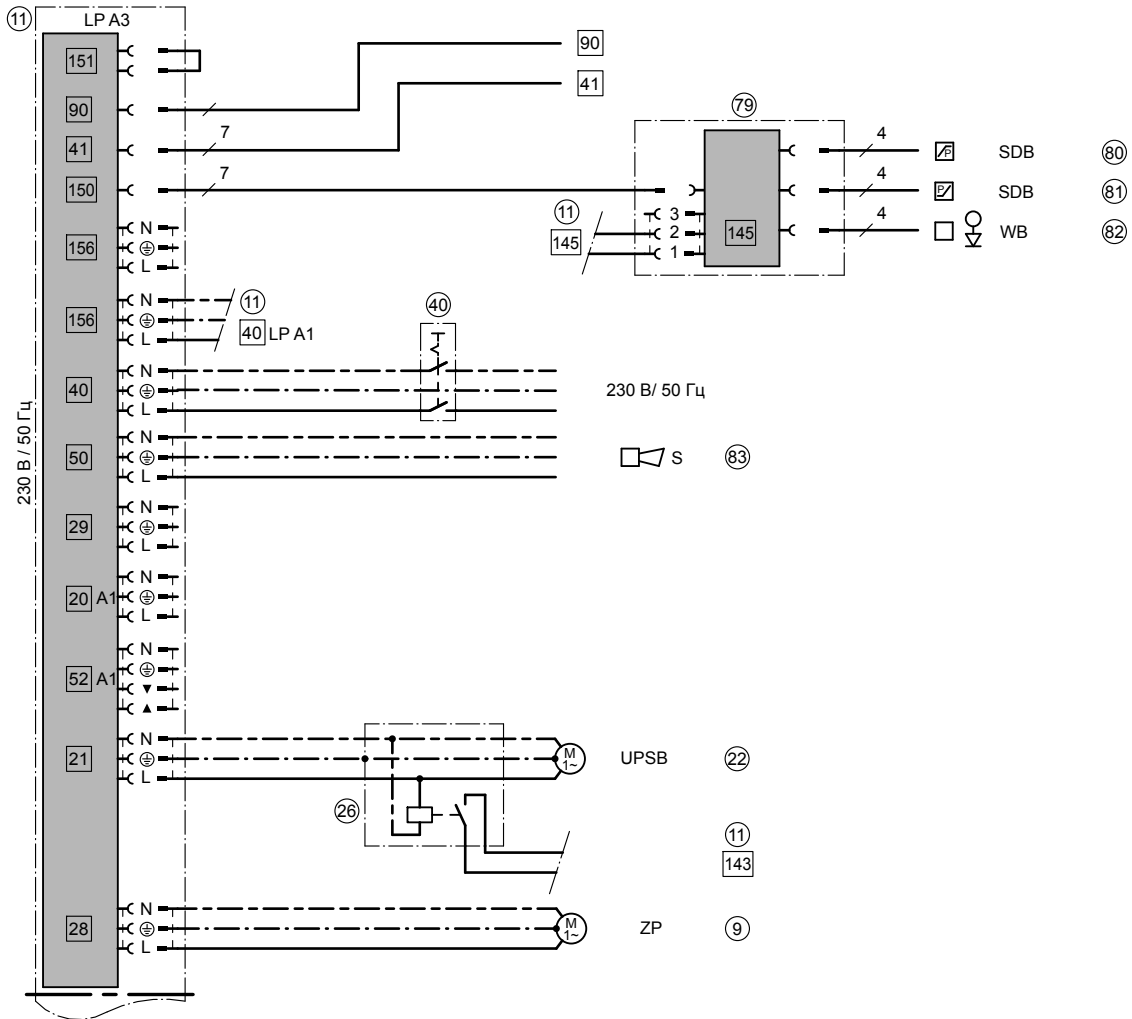 11 LP A3
151
90 90
41 7 41
150 7
79
4 SDB 80
4 SDB 81
4 WB 82
145
3
2
1
11
145
P
P
156 N
L
156 N 11
L 40 LP A1
40
40 N
L
230 В/ 50 Гц
50 N
L
S 83
230 В / 50 Гц
29 N
L
20 A1 N
L
52 A1 N
21 N
L
M
1~
UPSB 22
26
11
143
28 N
L
M
1~
ZP 9